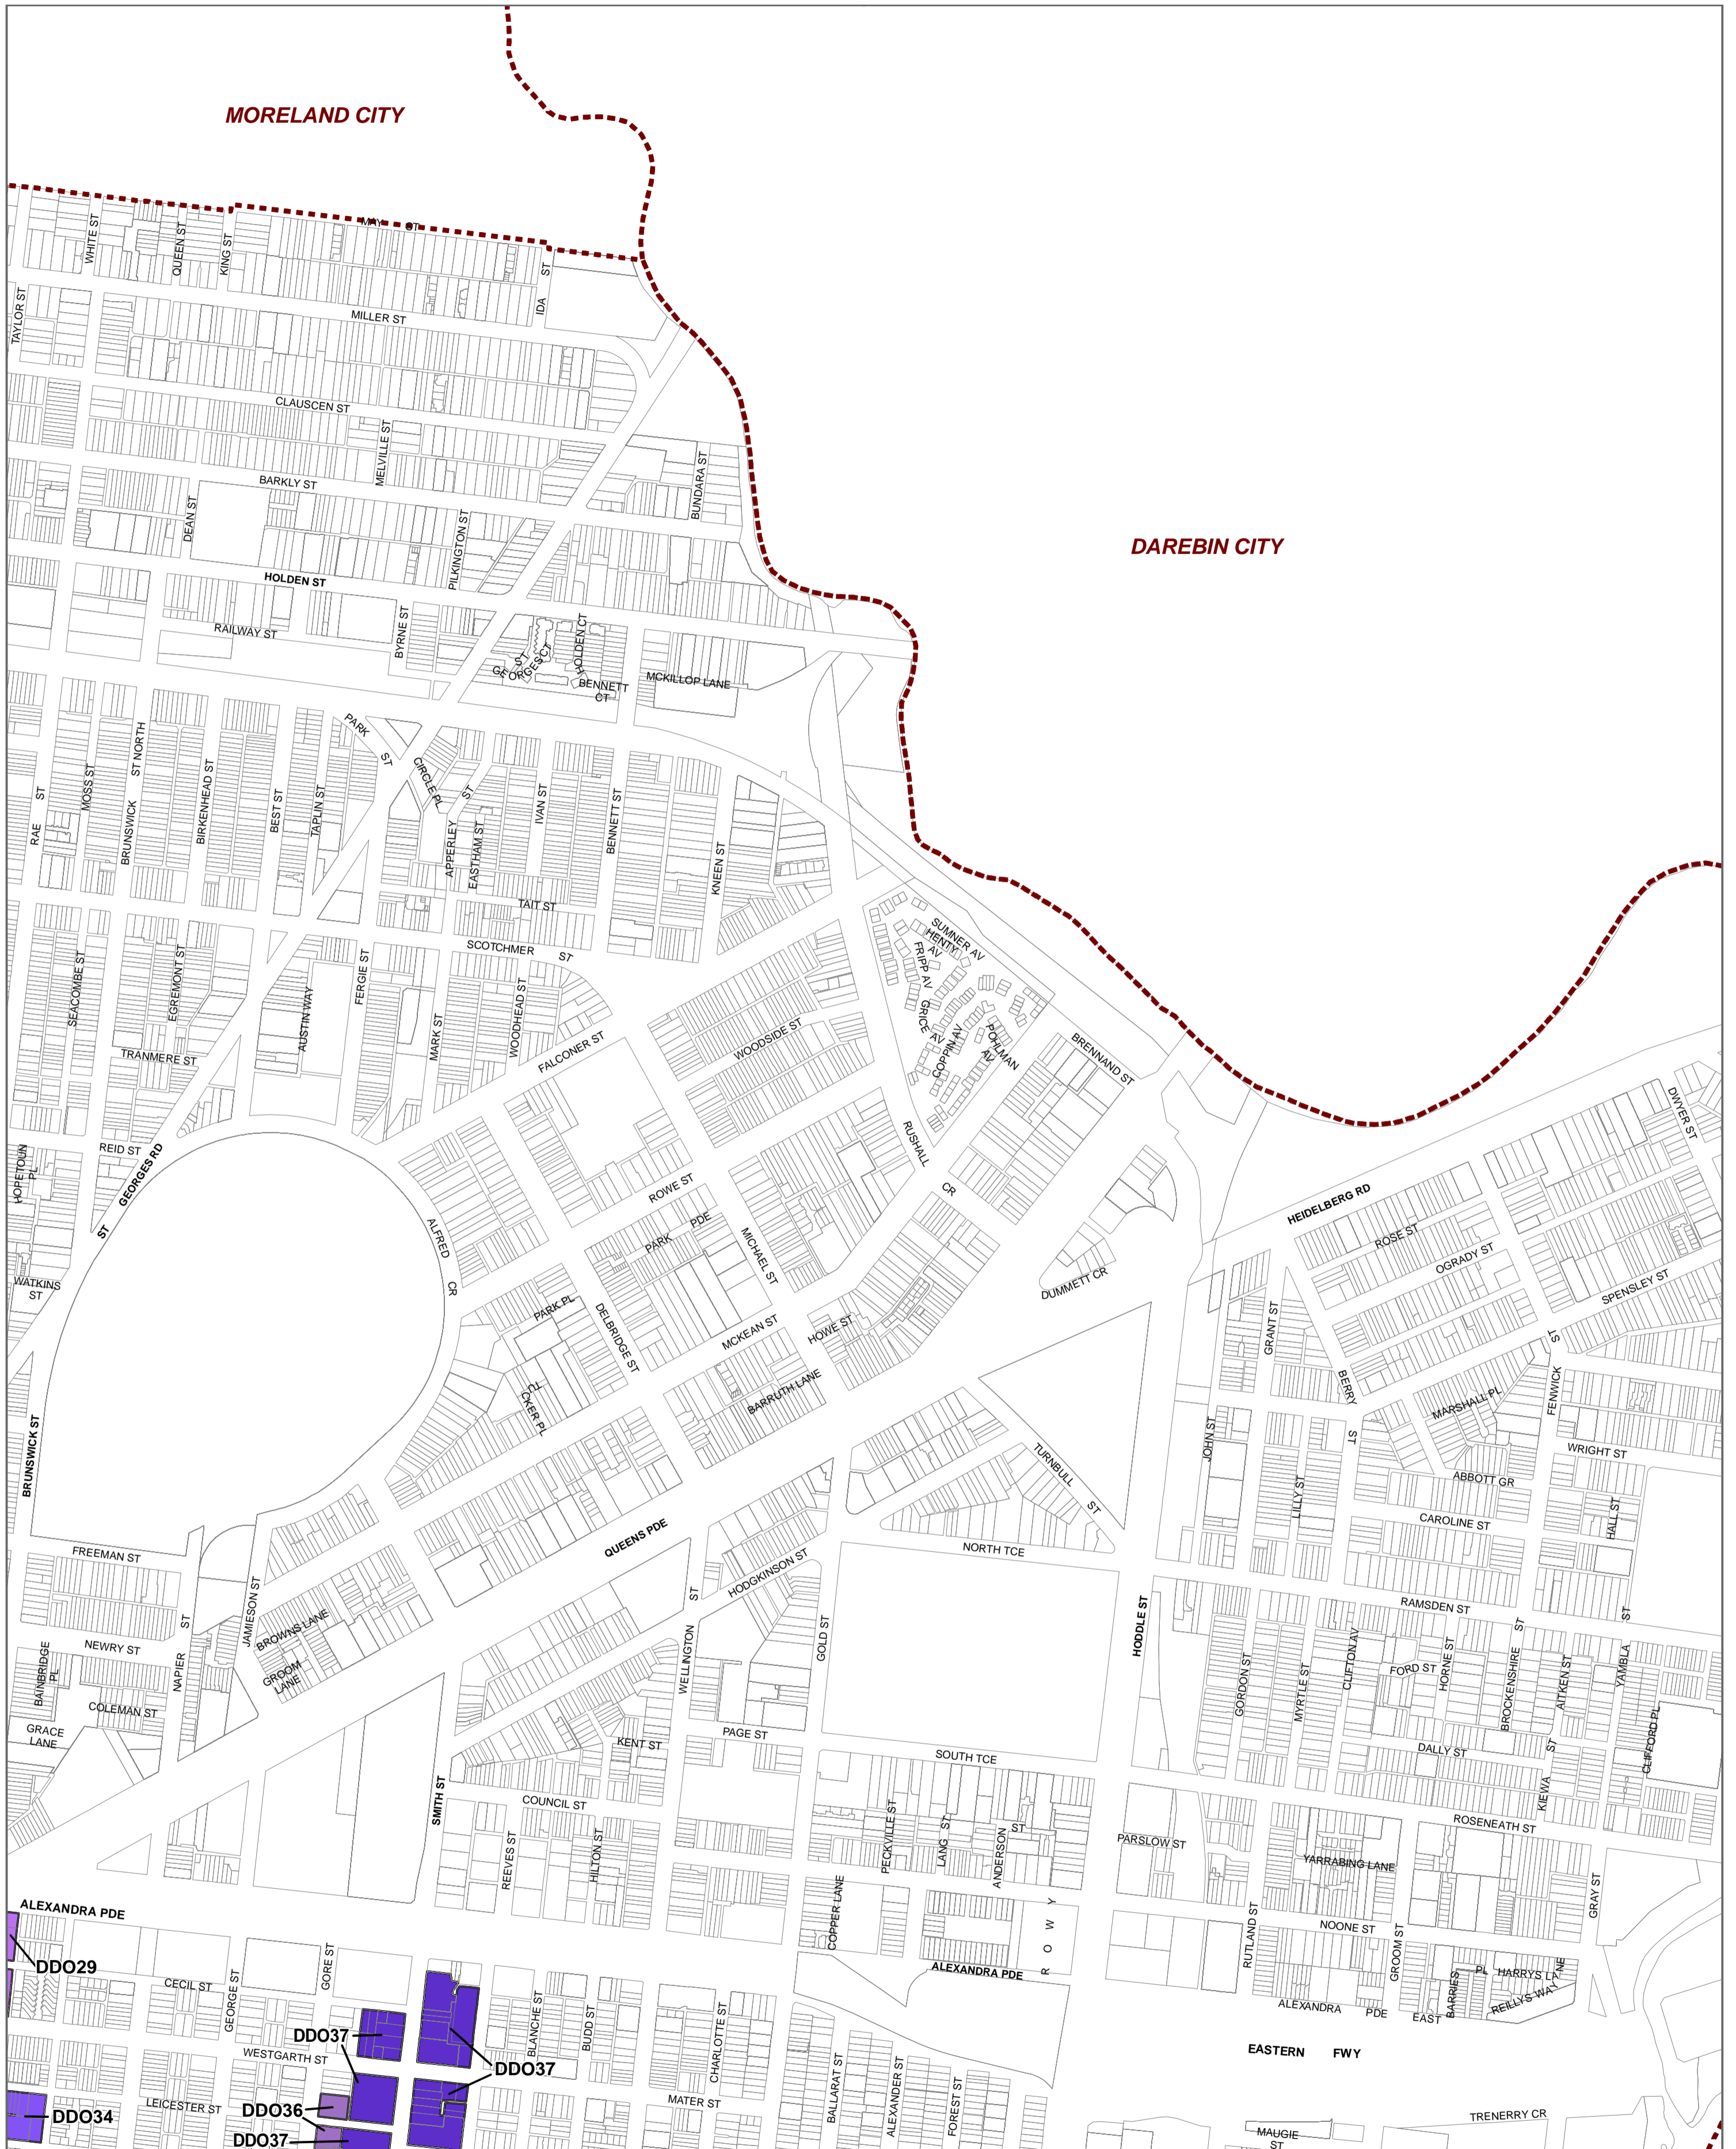 MORELAND CITY
DAREBIN CITY
MAY ST
WHITE ST
QUEEN ST
KING ST
IDA ST
TAYLOR ST
MILLER ST
CLAUSCEN ST
MELVILLE ST
BARKLY ST
BUNDARA ST
DEAN ST
PILKINGTON ST
HOLDEN ST
RAILWAY ST
BYRNE ST
ST
GEORGES CT
HOLDEN CT
BENNETT
CT
MCKILLOP LANE
PARK ST
CIRCLE PL
RAE ST
MOSS ST
BRUNSWICK ST NORTH
BIRKENHEAD ST
BEST ST
TAPLIN ST
APPERLEY ST
EASTHAM ST
IVAN ST
BENNETT ST
KNEEN ST
TAIT ST
SCOTCHMER ST
SUMNER AV
HENTY
AV
FRIPP AV
GRICE
AV
COPPIN AV
POHLMAN
AV
SEACOMBE ST
EGREMONT ST
AUSTIN WAY
FERGIE ST
MARK ST
WOODHEAD ST
FALCONER ST
WOODSIDE ST
TRANMERE ST
BRENNAND ST
DWYER ST
REID ST
HOPETOUN
PL
ST GEORGES RD
RUSHALL CR
ROWE ST
PARK PDE
MICHAEL ST
ALFRED CR
HEIDELBERG RD
ROSE ST
OGRADY ST
SPENSLEY ST
WATKINS
ST
DUMMETT CR
PARK PL
DELBRIDGE ST
MCKEAN ST
HOWE ST
GRANT ST
BERRY ST
FENWICK ST
TUCKER PL
BARRUTH LANE
MARSHALL PL
BRUNSWICK ST
JOHN ST
WRIGHT ST
TURNBULL ST
ABBOTT GR
LILLY ST
CAROLINE ST
HALL ST
QUEENS PDE
FREEMAN ST
NORTH TCE
HODGKINSON ST
JAMIESON ST
BROWNS LANE
GROOM
LANE
NEWRY ST
NAPIER ST
BAINBRIDGE
PL
COLEMAN ST
GRACE
LANE
WELLINGTON ST
GOLD ST
HODDLE ST
RAMSDEN ST
GORDON ST
MYRTLE ST
CLIFTON AV
FORD ST
HORNE ST
BROCKENSHIRE ST
AITKEN ST
YAMBLA ST
CLIFFORD PL
PAGE ST
KENT ST
SOUTH TCE
DALLY ST
KIEWA ST
SMITH ST
COUNCIL ST
REEVES ST
HILTON ST
PECKVILLE ST
LANG ST
ANDERSON ST
PARSLOW ST
YARRABING LANE
ROSENEATH ST
GRAY ST
COPPER LANE
ROWY
NOONE ST
RUTLAND ST
GROOM ST
ALEXANDRA PDE
ALEXANDRA PDE
DDO29
CECIL ST
GEORGE ST
GORE ST
BLANCHE ST
BUDD ST
CHARLOTTE ST
BARRIES PL
HARRYS LANE
REILLYS WAY
ALEXANDRA PDE EAST
EASTERN FWY
DDO37
WESTGARTH ST
DDO37
DDO36
LEICESTER ST
DDO34
DDO37
MATER ST
BALLARAT ST
ALEXANDER ST
FOREST ST
MAUGIE
ST
TRENERRY CR